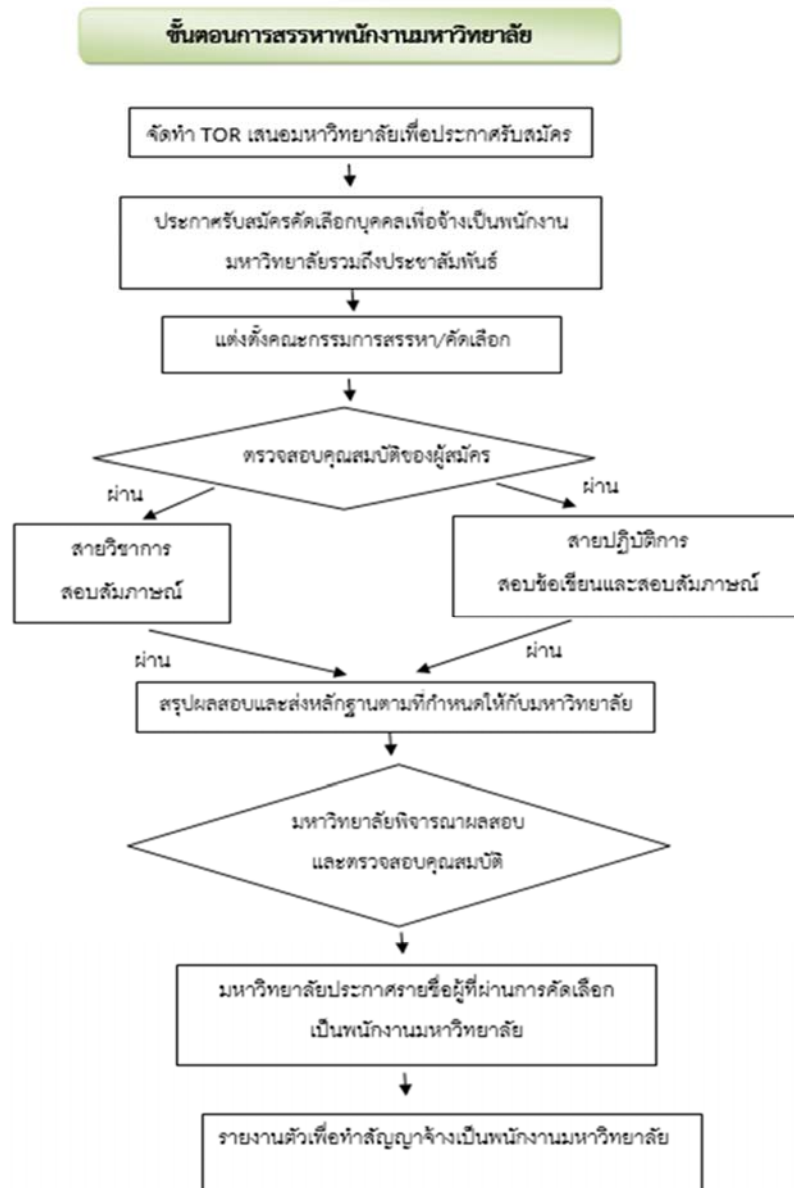 ขั้นตอนการสรรหาพนักงานมหาวิทยาลัย
จัดทำ TOR เสนอมหาวิทยาลัยเพื่อประกาศรับสมัคร
ประกาศรับสมัครคัดเลือกบุคคลเพื่อจ้างเป็นพนักงาน
มหาวิทยาลัยรวมถึงประชาสัมพันธ์
แต่งตั้งคณะกรรมการสรรหา/คัดเลือก
ตรวจสอบคุณสมบัติของผู้สมัคร
ผ่าน
ผ่าน
สายวิชาการ
สอบสัมภาษณ์
สายปฏิบัติการ
สอบข้อเขียนและสอบสัมภาษณ์
ผ่าน
ผ่าน
สรุปผลสอบและส่งหลักฐานตามที่กำหนดให้กับมหาวิทยาลัย
มหาวิทยาลัยพิจารณาผลสอบ
และตรวจสอบคุณสมบัติ
มหาวิทยาลัยประกาศรายชื่อผู้ที่ผ่านการคัดเลือก
เป็นพนักงานมหาวิทยาลัย
รายงานตัวเพื่อทำสัญญาจ้างเป็นพนักงานมหาวิทยาลัย